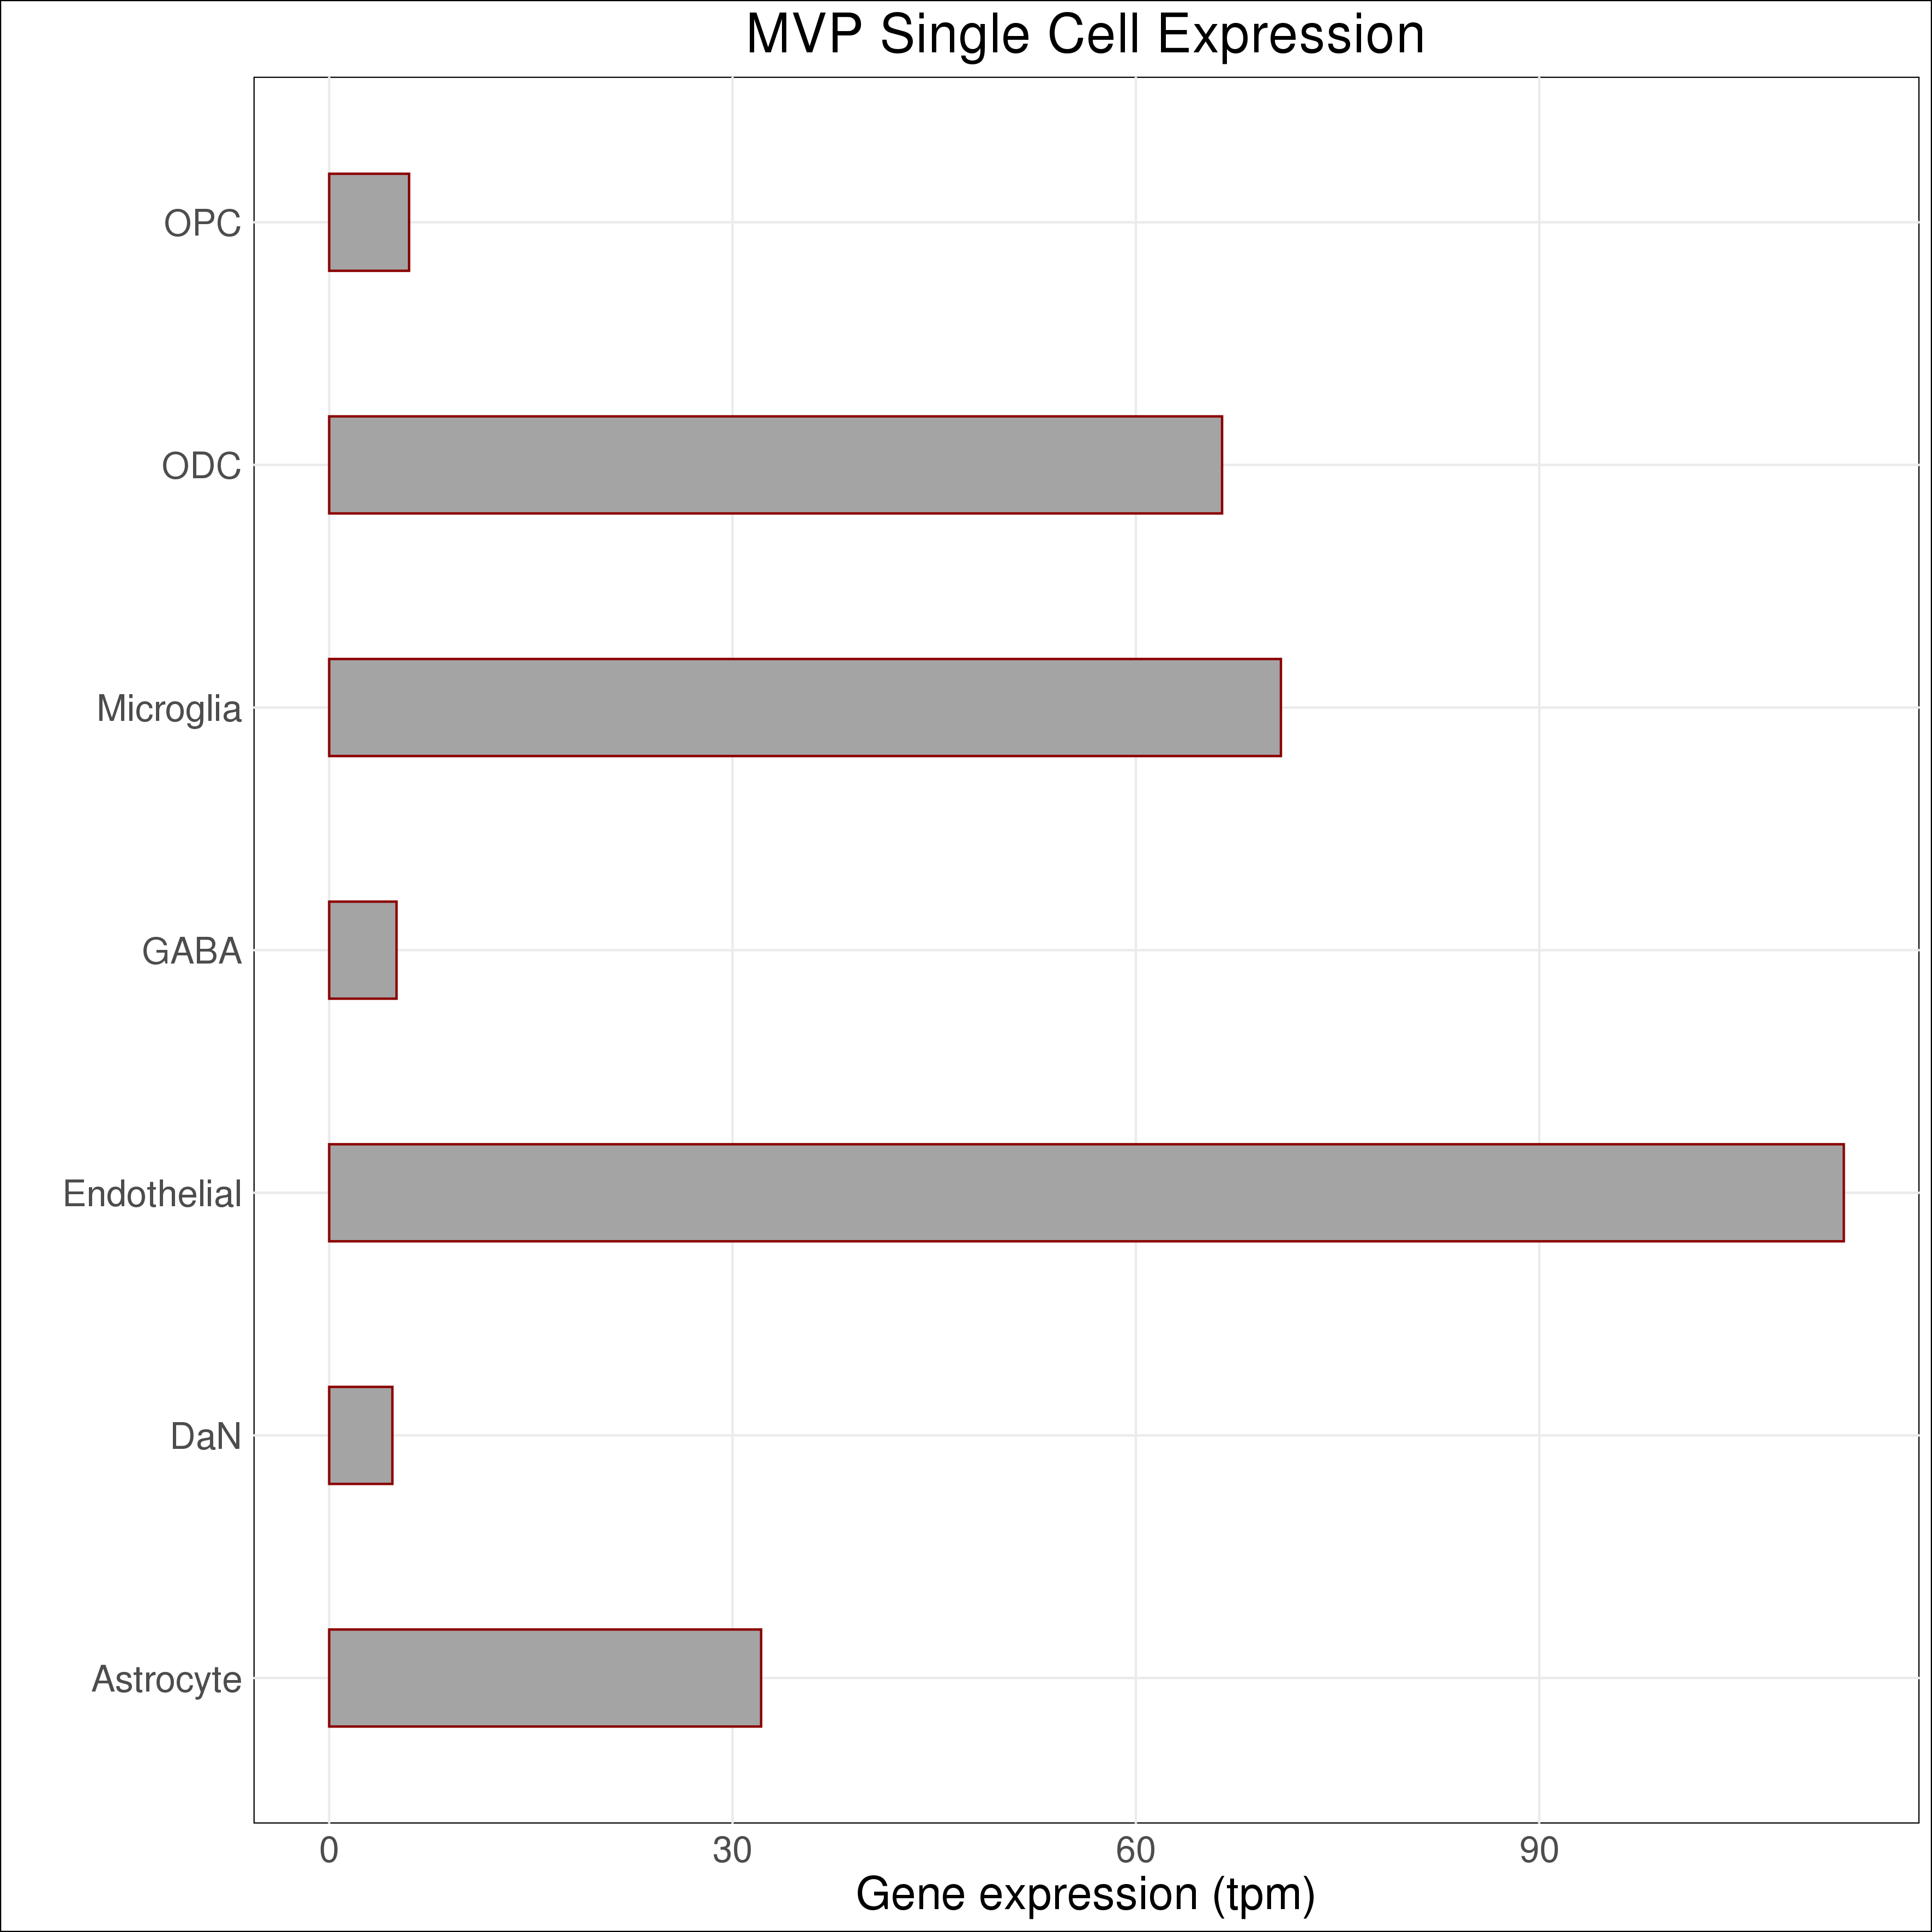 MVP Single Cell Expression
OPC
ODC
Microglia
GABA
Endothelial
DaN
Astrocyte
0 30 60 90
Gene expression (tpm)